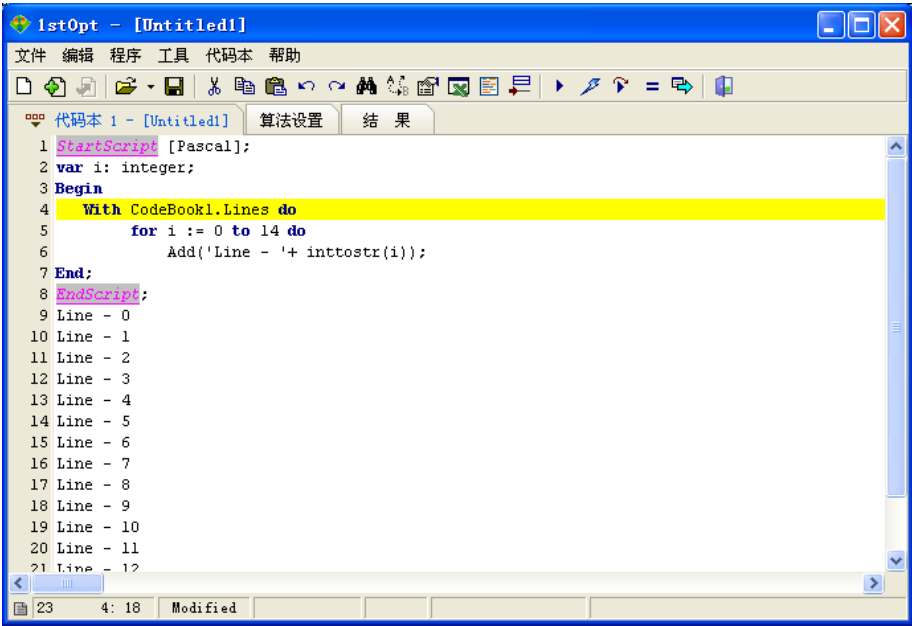 1stOpt - [Untitled1]
文件 编辑 程序 工具 代码本 帮助
代码本 1 - [Untitled1] 算法设置 结 果
1 StartScript [Pascal];
2 var i: integer;
3 Begin
4 With CodeBook1.Lines do
5 for i := 0 to 14 do
6 Add('Line - '+ inttostr(i));
7 End;
8 EndScript;
9 Line - 0
10 Line - 1
11 Line - 2
12 Line - 3
13 Line - 4
14 Line - 5
15 Line - 6
16 Line - 7
17 Line - 8
18 Line - 9
19 Line - 10
20 Line - 11
21 Line - 12
23 4: 18 Modified